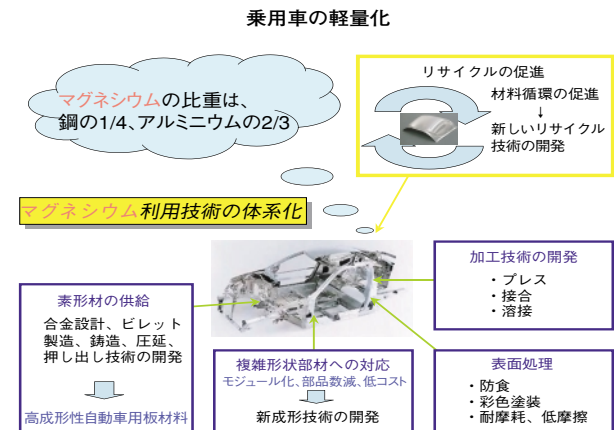 乗用車の軽量化
マグネシウムの比重は、
鋼の1/4、アルミニウムの2/3
リサイクルの促進
材料循環の促進
↓
新しいリサイクル
技術の開発
マグネシウム利用技術の体系化
素形材の供給
合金設計、ビレット
製造、鋳造、圧延、
押し出し技術の開発
高成形性自動車用板材料
複雑形状部材への対応
モジュール化、部品数減、低コスト
新成形技術の開発
加工技術の開発
・プレス
・接合
・溶接
表面処理
・防食
・彩色塗装
・耐摩耗、低摩擦